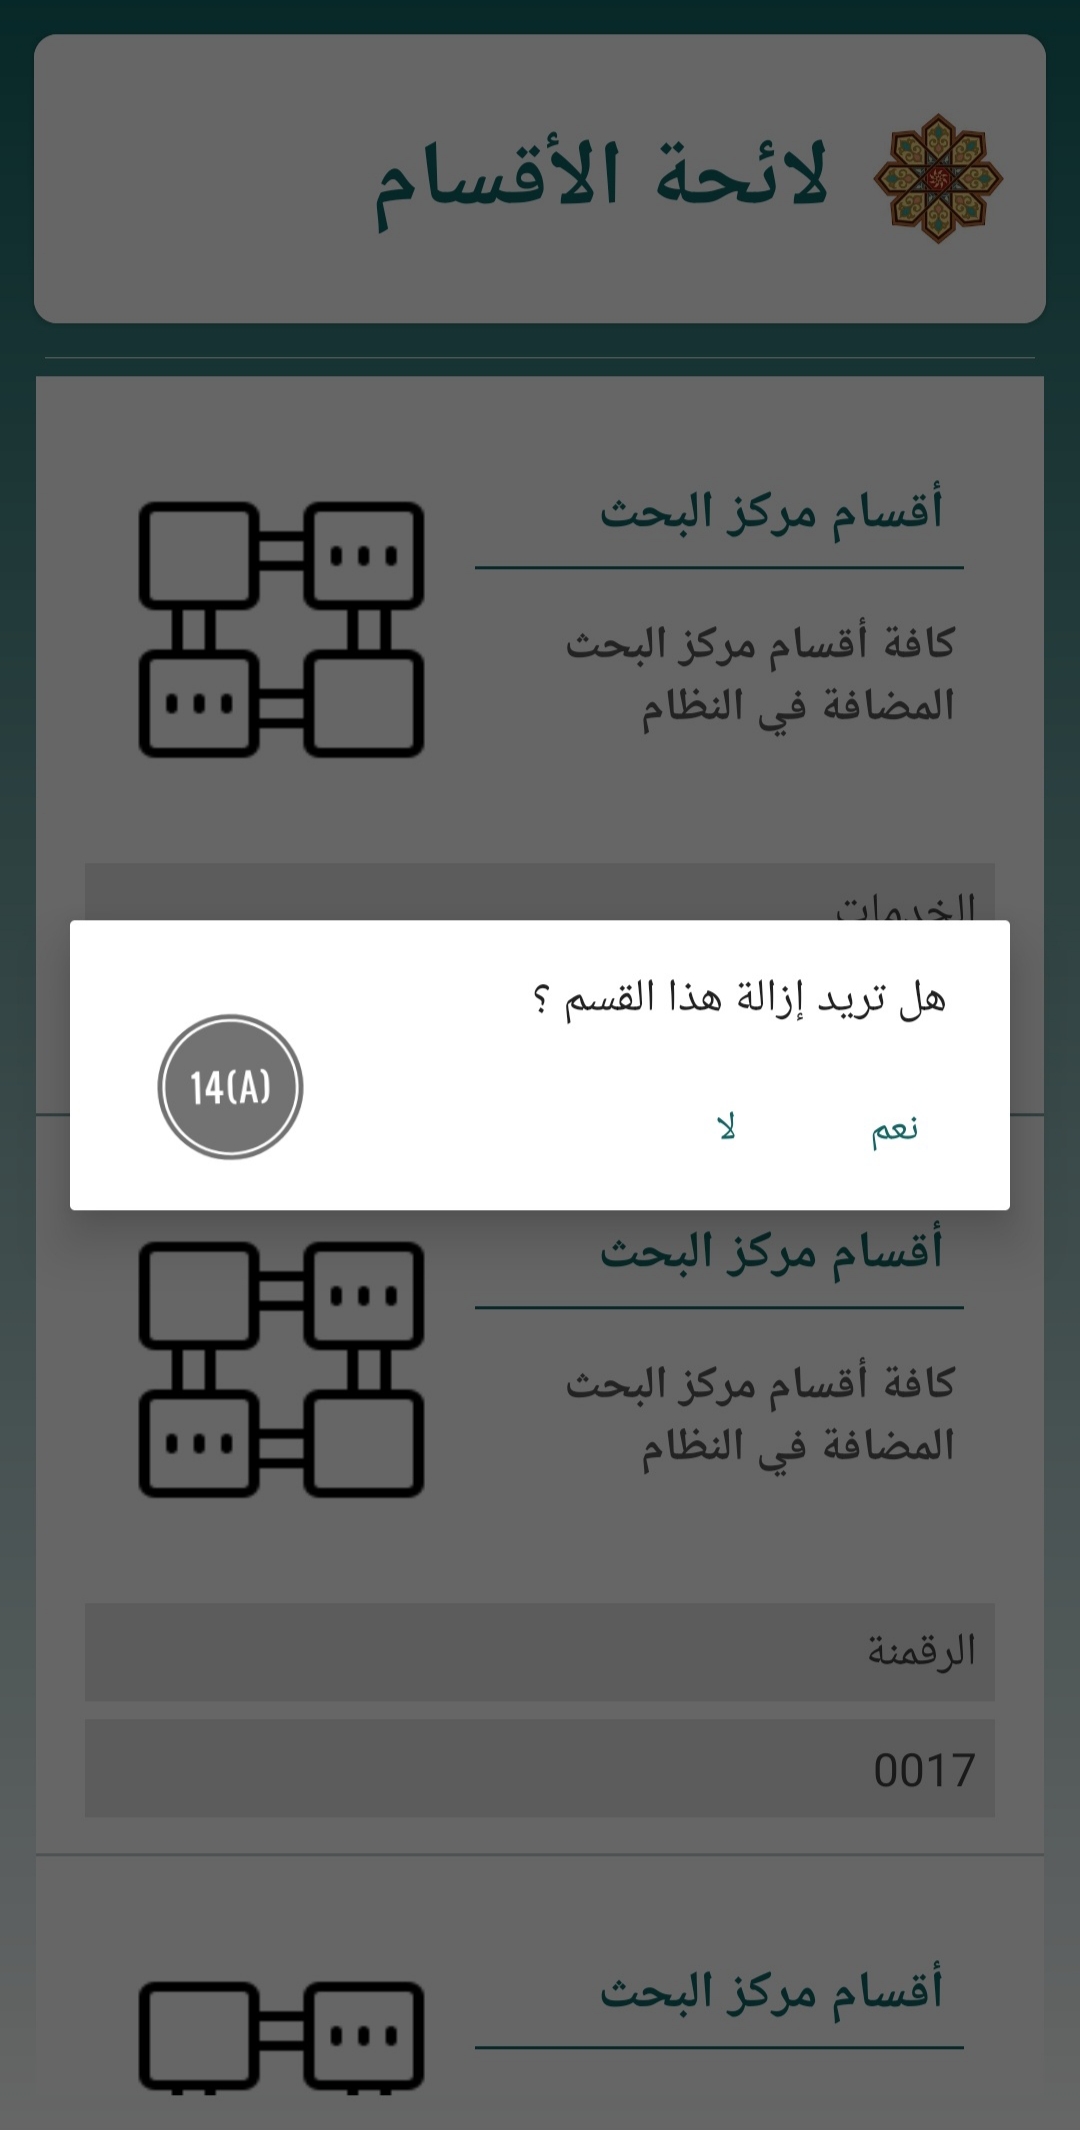 لائحة الأقسام
أقسام مركز البحث
كافة أقسام مركز البحث
المضافة في النظام
الخدمات
هل تريد إزالة هذا القسم ؟
نعم
لا
14(A)
أقسام مركز البحث
كافة أقسام مركز البحث
المضافة في النظام
الرقمنة
0017
أقسام مركز البحث